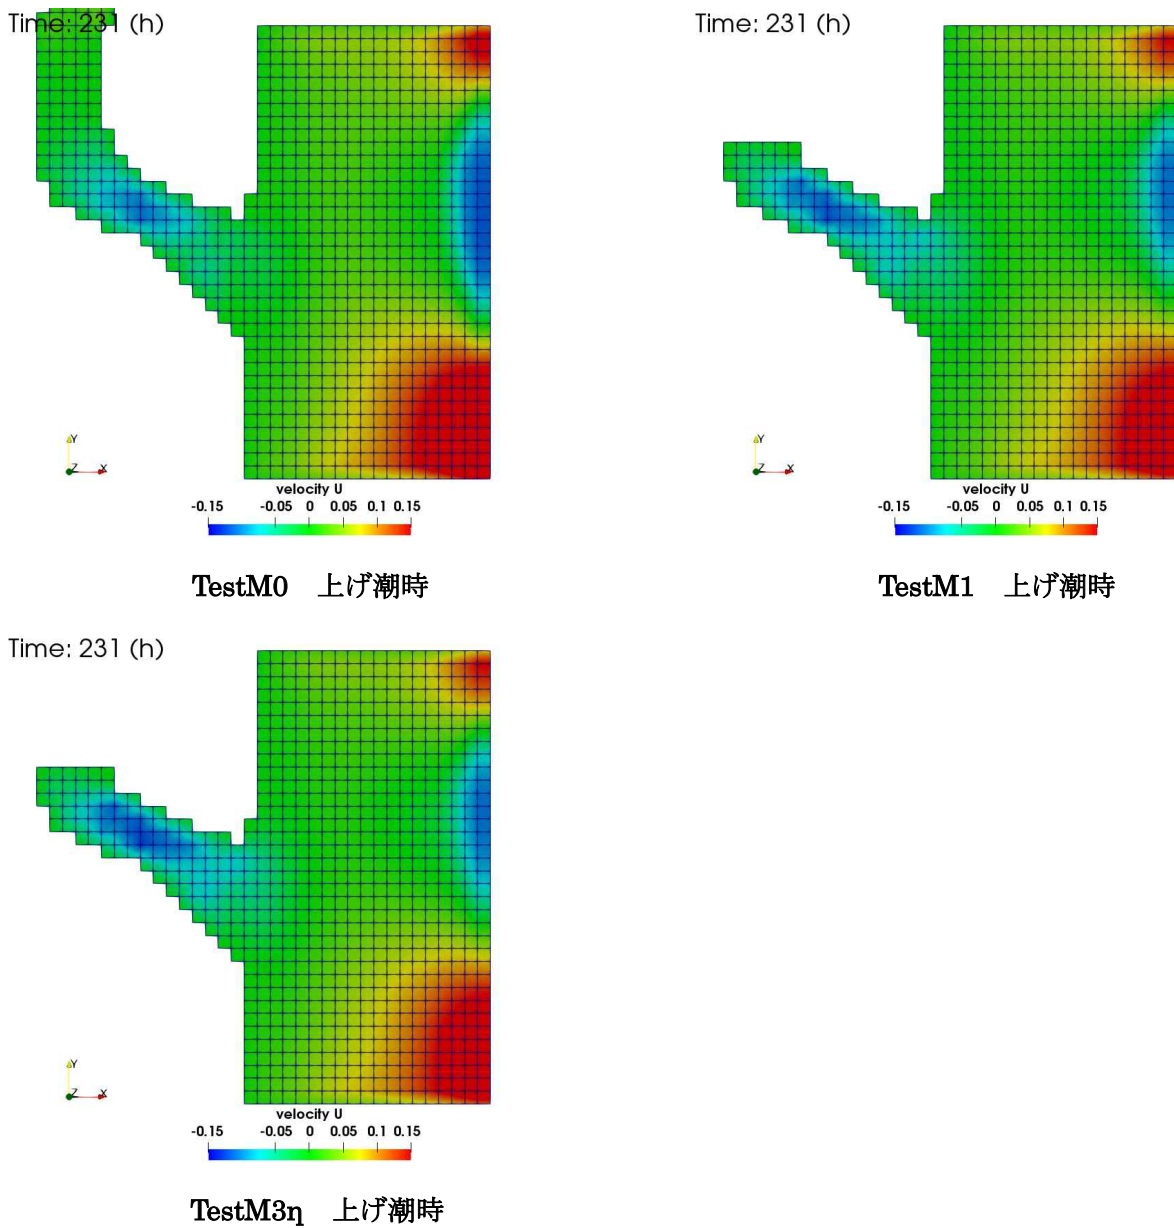 Time: 231 (h)
Time: 231 (h)
Y
Z X
Y
Z X
velocity U
-0.15 -0.05 0 0.05 0.1 0.15
velocity U
-0.15 -0.05 0 0.05 0.1 0.15
TestM0 上げ潮時
TestM1 上げ潮時
Time: 231 (h)
Y
Z X
velocity U
-0.15 -0.05 0 0.05 0.1 0.15
TestM3η 上げ潮時